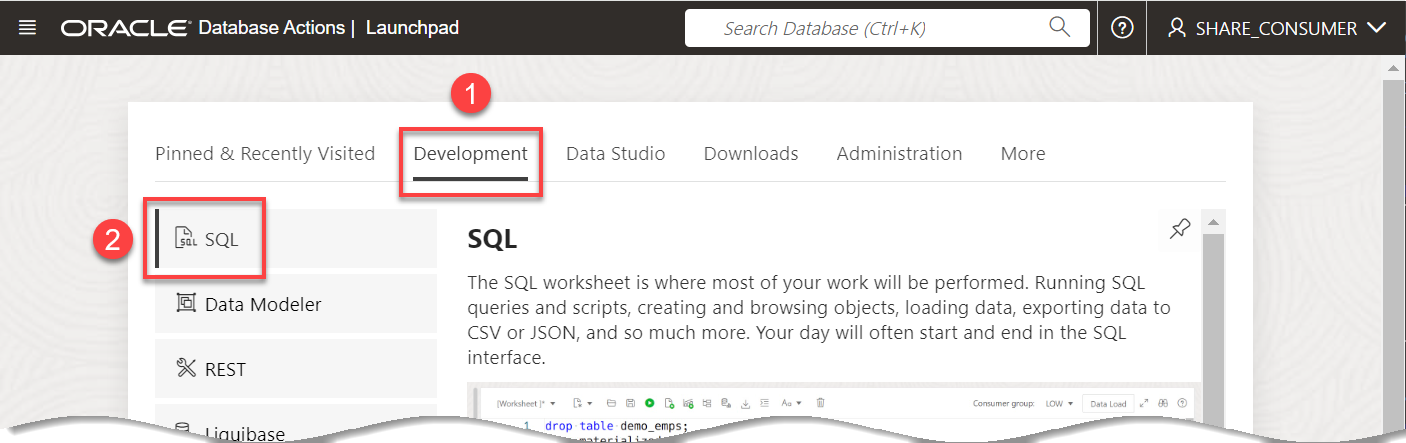 ORACLE Database Actions | Launchpad
Search Database (Ctrl+K)
SHARE_CONSUMER
1
Pinned & Recently Visited
Development
Data Studio
Downloads
Administration
More
2
SQL
Data Modeler
REST
Liquibase
SQL
The SQL worksheet is where most of your work will be performed. Running SQL
queries and scripts, creating and browsing objects, loading data, exporting data to
CSV or JSON, and so much more. Your day will often start and end in the SQL
interface.
[Worksheet ]*
Aa
Consumer group: LOW
Data Load
1 drop table demo_emps;